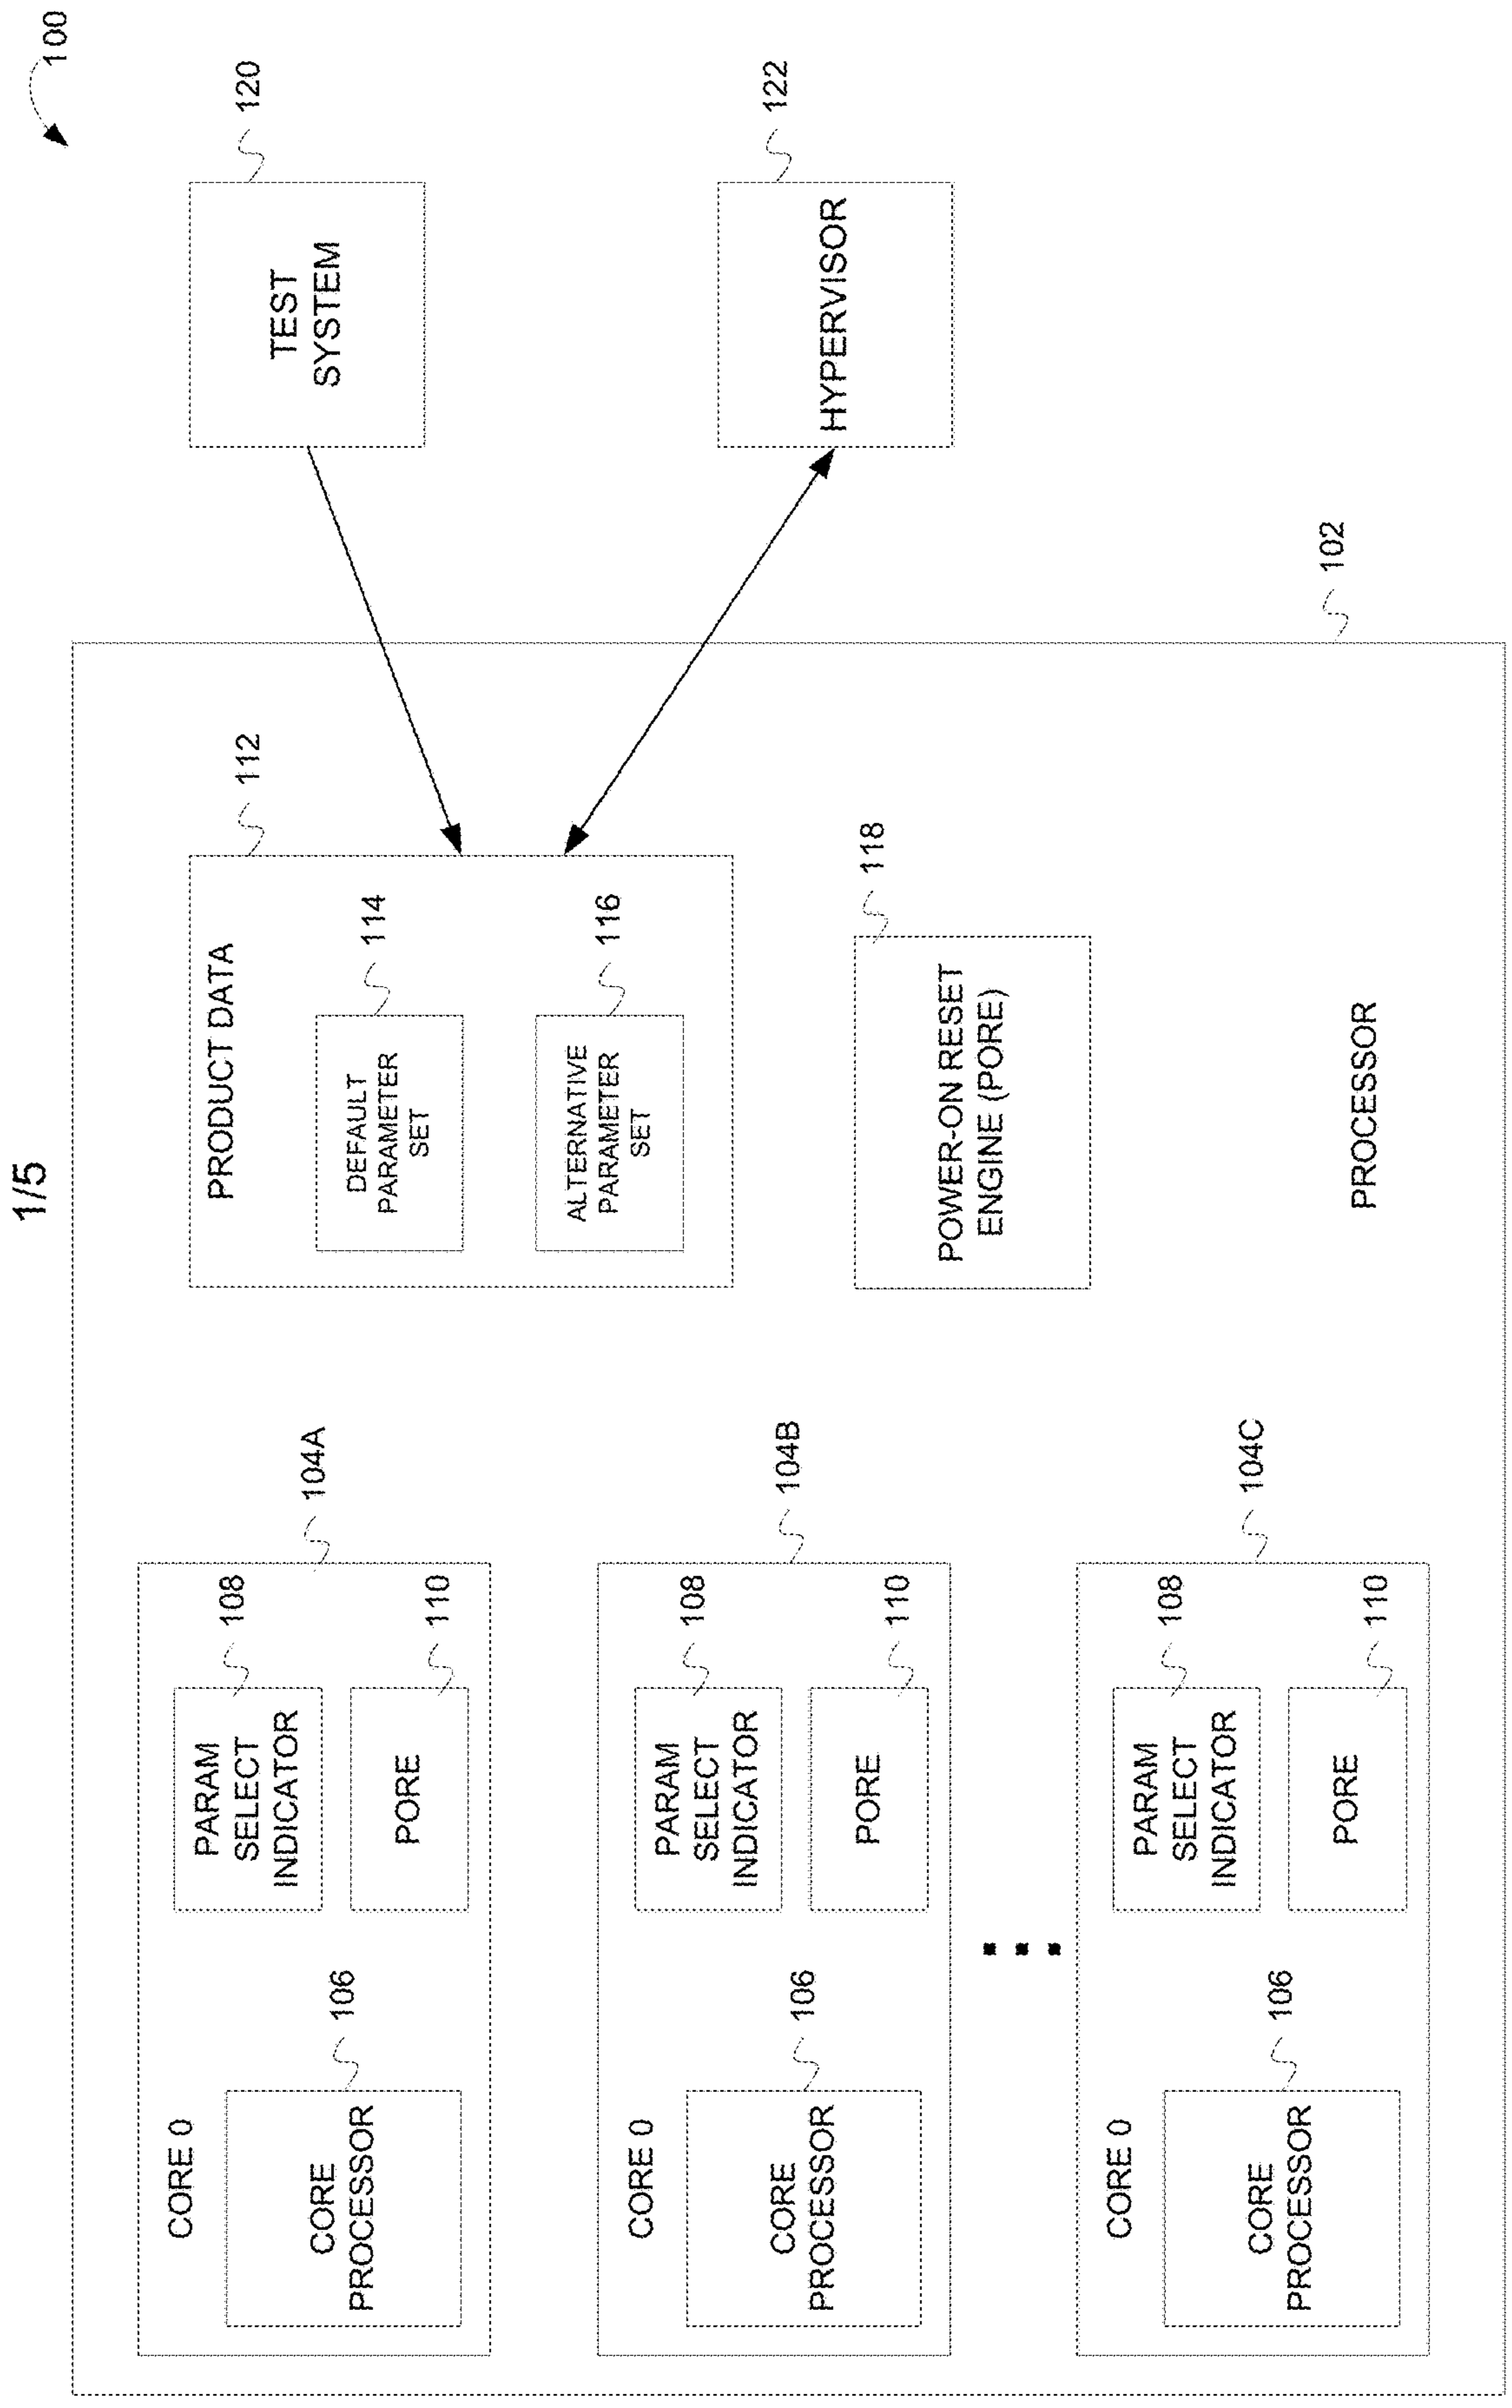 1/5
100
CORE 0
CORE
PROCESSOR
106
PARAM
SELECT
INDICATOR
108
PORE
110
104A
CORE 0
CORE
PROCESSOR
106
PARAM
SELECT
INDICATOR
108
PORE
110
104B
CORE 0
CORE
PROCESSOR
106
PARAM
SELECT
INDICATOR
108
PORE
110
104C
PRODUCT DATA
112
DEFAULT
PARAMETER
SET
114
ALTERNATIVE
PARAMETER
SET
116
POWER-ON RESET
ENGINE (PORE)
118
PROCESSOR
102
TEST
SYSTEM
120
HYPERVISOR
122